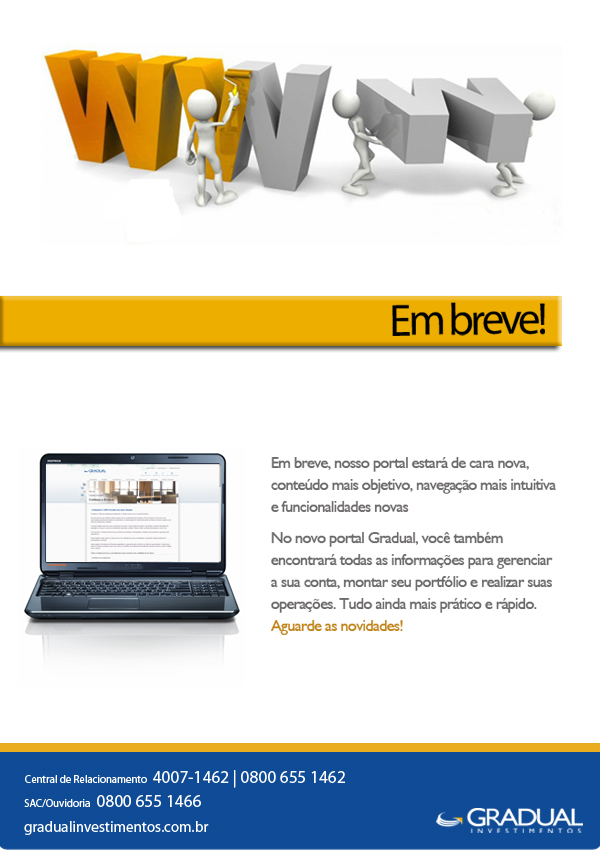 WWW
Em breve!
Em breve, nosso portal estará de cara nova,
conteúdo mais objetivo, navegação mais intuitiva
e funcionalidades novas
No novo portal Gradual, você também
encontrará todas as informações para gerenciar
a sua conta, montar seu portfólio e realizar suas
operações. Tudo ainda mais prático e rápido.
Aguarde as novidades!
GRADUAL
Central de Relacionamento 4007-1462 | 0800 655 1462
SAC/Ouvidoria 0800 655 1466
gradualinvestimentos.com.br
GRADUAL
INVESTIMENTOS